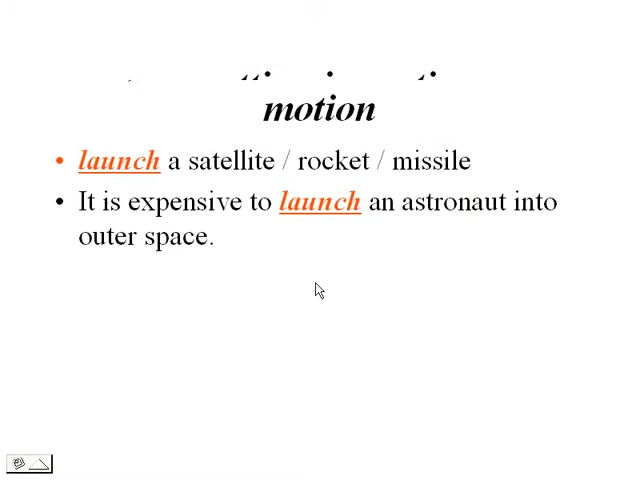 motion
• launch a satellite / rocket / missile
• It is expensive to launch an astronaut into
outer space.